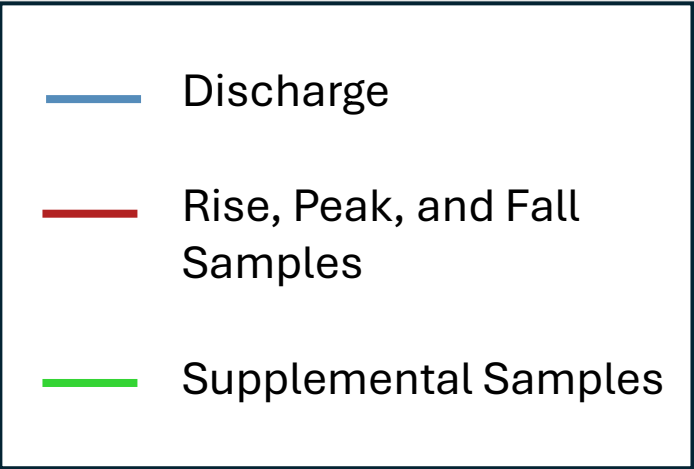 Discharge
Rise, Peak, and Fall
Samples
Supplemental Samples